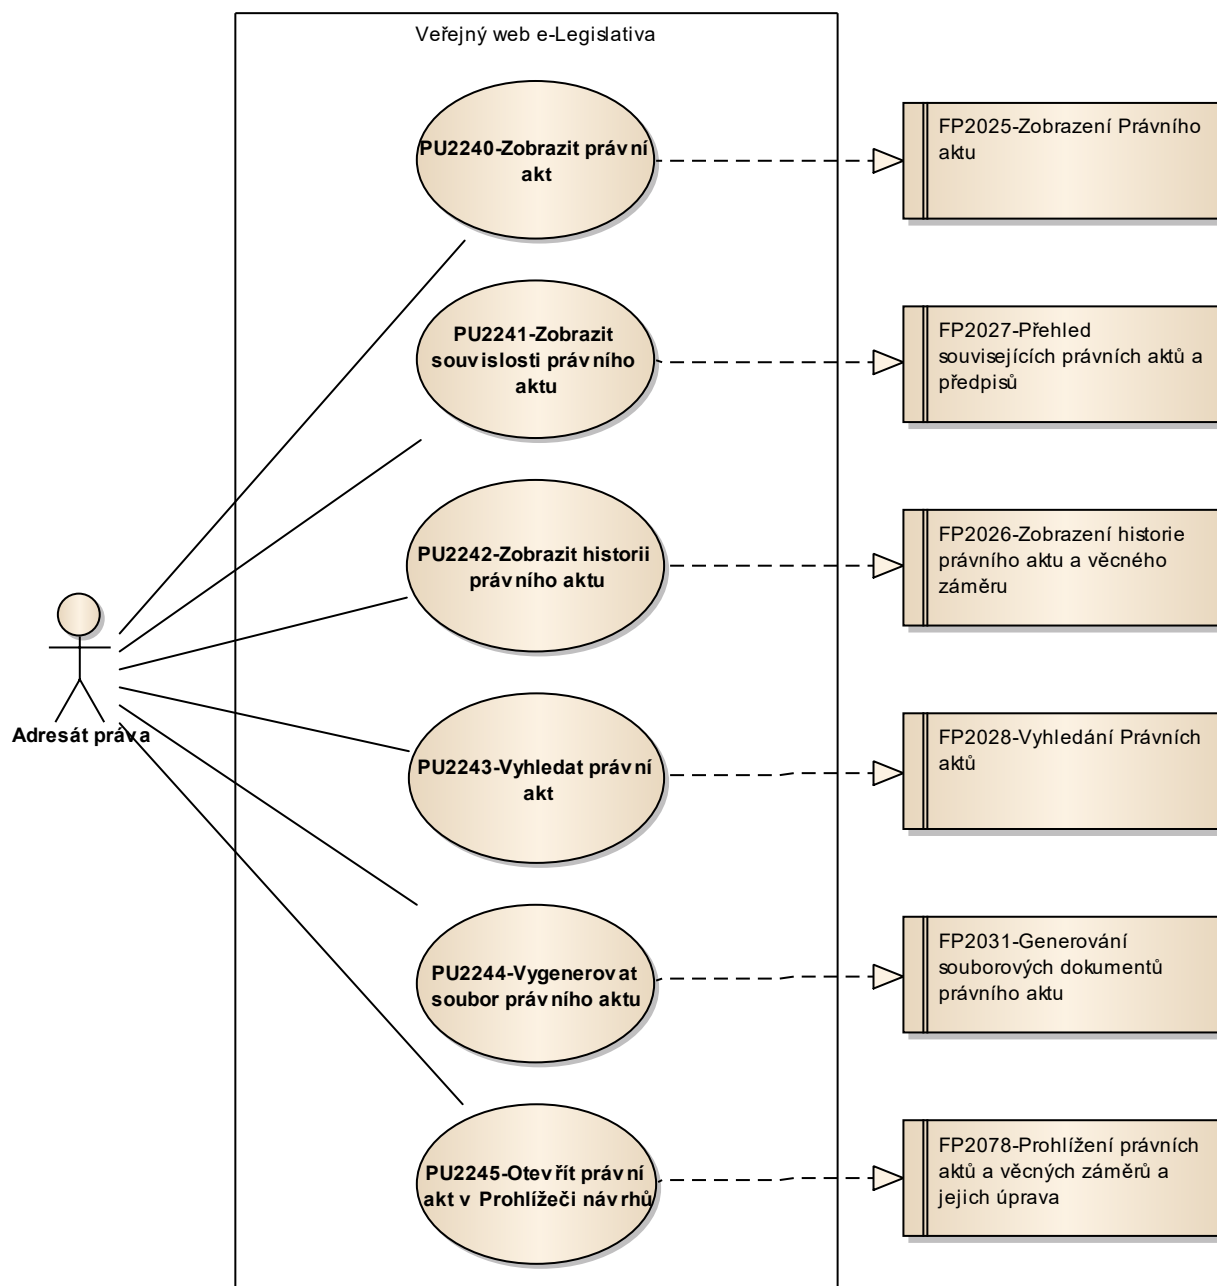 Veřejný web e-Legislativa
PU2240-Zobrazit právní
akt
FP2025-Zobrazení Právního
aktu
PU2241-Zobrazit
souvislosti právního
aktu
FP2027-Přehled
souvisejících právních aktů a
předpisů
PU2242-Zobrazit historii
právního aktu
FP2026-Zobrazení historie
právního aktu a věcného
záměru
Adresát práva
PU2243-Vyhledat právní
akt
FP2028-Vyhledání Právních
aktů
PU2244-Vygenerovat
soubor právního aktu
FP2031-Generování
souborových dokumentů
právního aktu
PU2245-Otevřít právní
akt v Prohlížeči návrhů
FP2078-Prohlížení právních
aktů a věcných záměrů a
jejich úprava